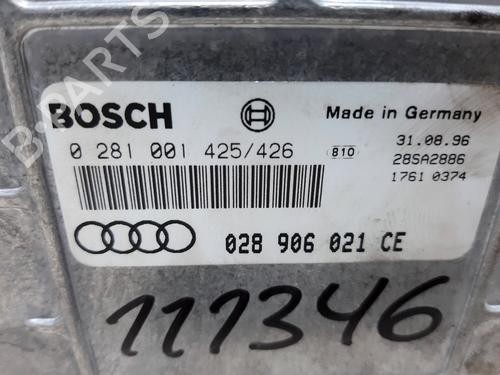 BOSCH
Made in Germany
0 281 001 425/426
810
31.08.96
28SA2886
1761 0374
028 906 021 CE
117346
B-PARTS